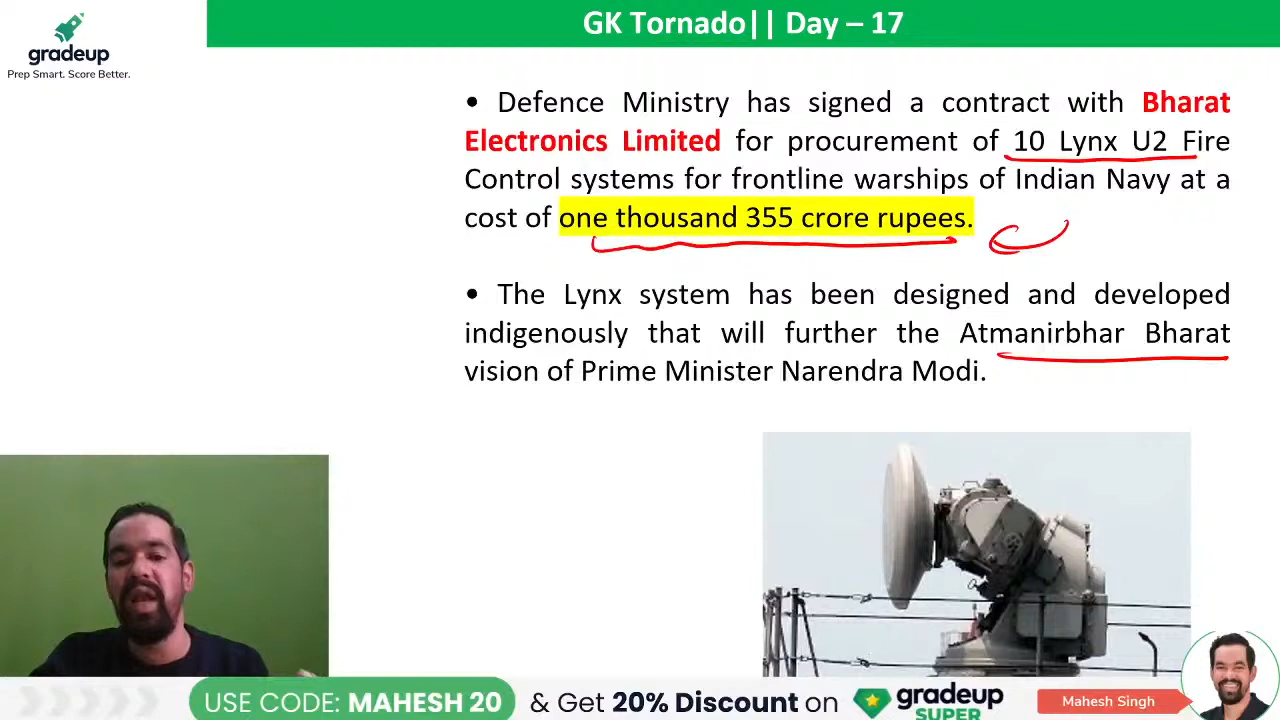 GK Tornado|| Day – 17
gradeup
Prep Smart. Score Better.
• Defence Ministry has signed a contract with Bharat
Electronics Limited for procurement of 10 Lynx U2 Fire
Control systems for frontline warships of Indian Navy at a
cost of one thousand 355 crore rupees.
• The Lynx system has been designed and developed
indigenously that will further the Atmanirbhar Bharat
vision of Prime Minister Narendra Modi.
USE CODE: MAHESH 20 & Get 20% Discount on gradeup
SUPER
Mahesh Singh